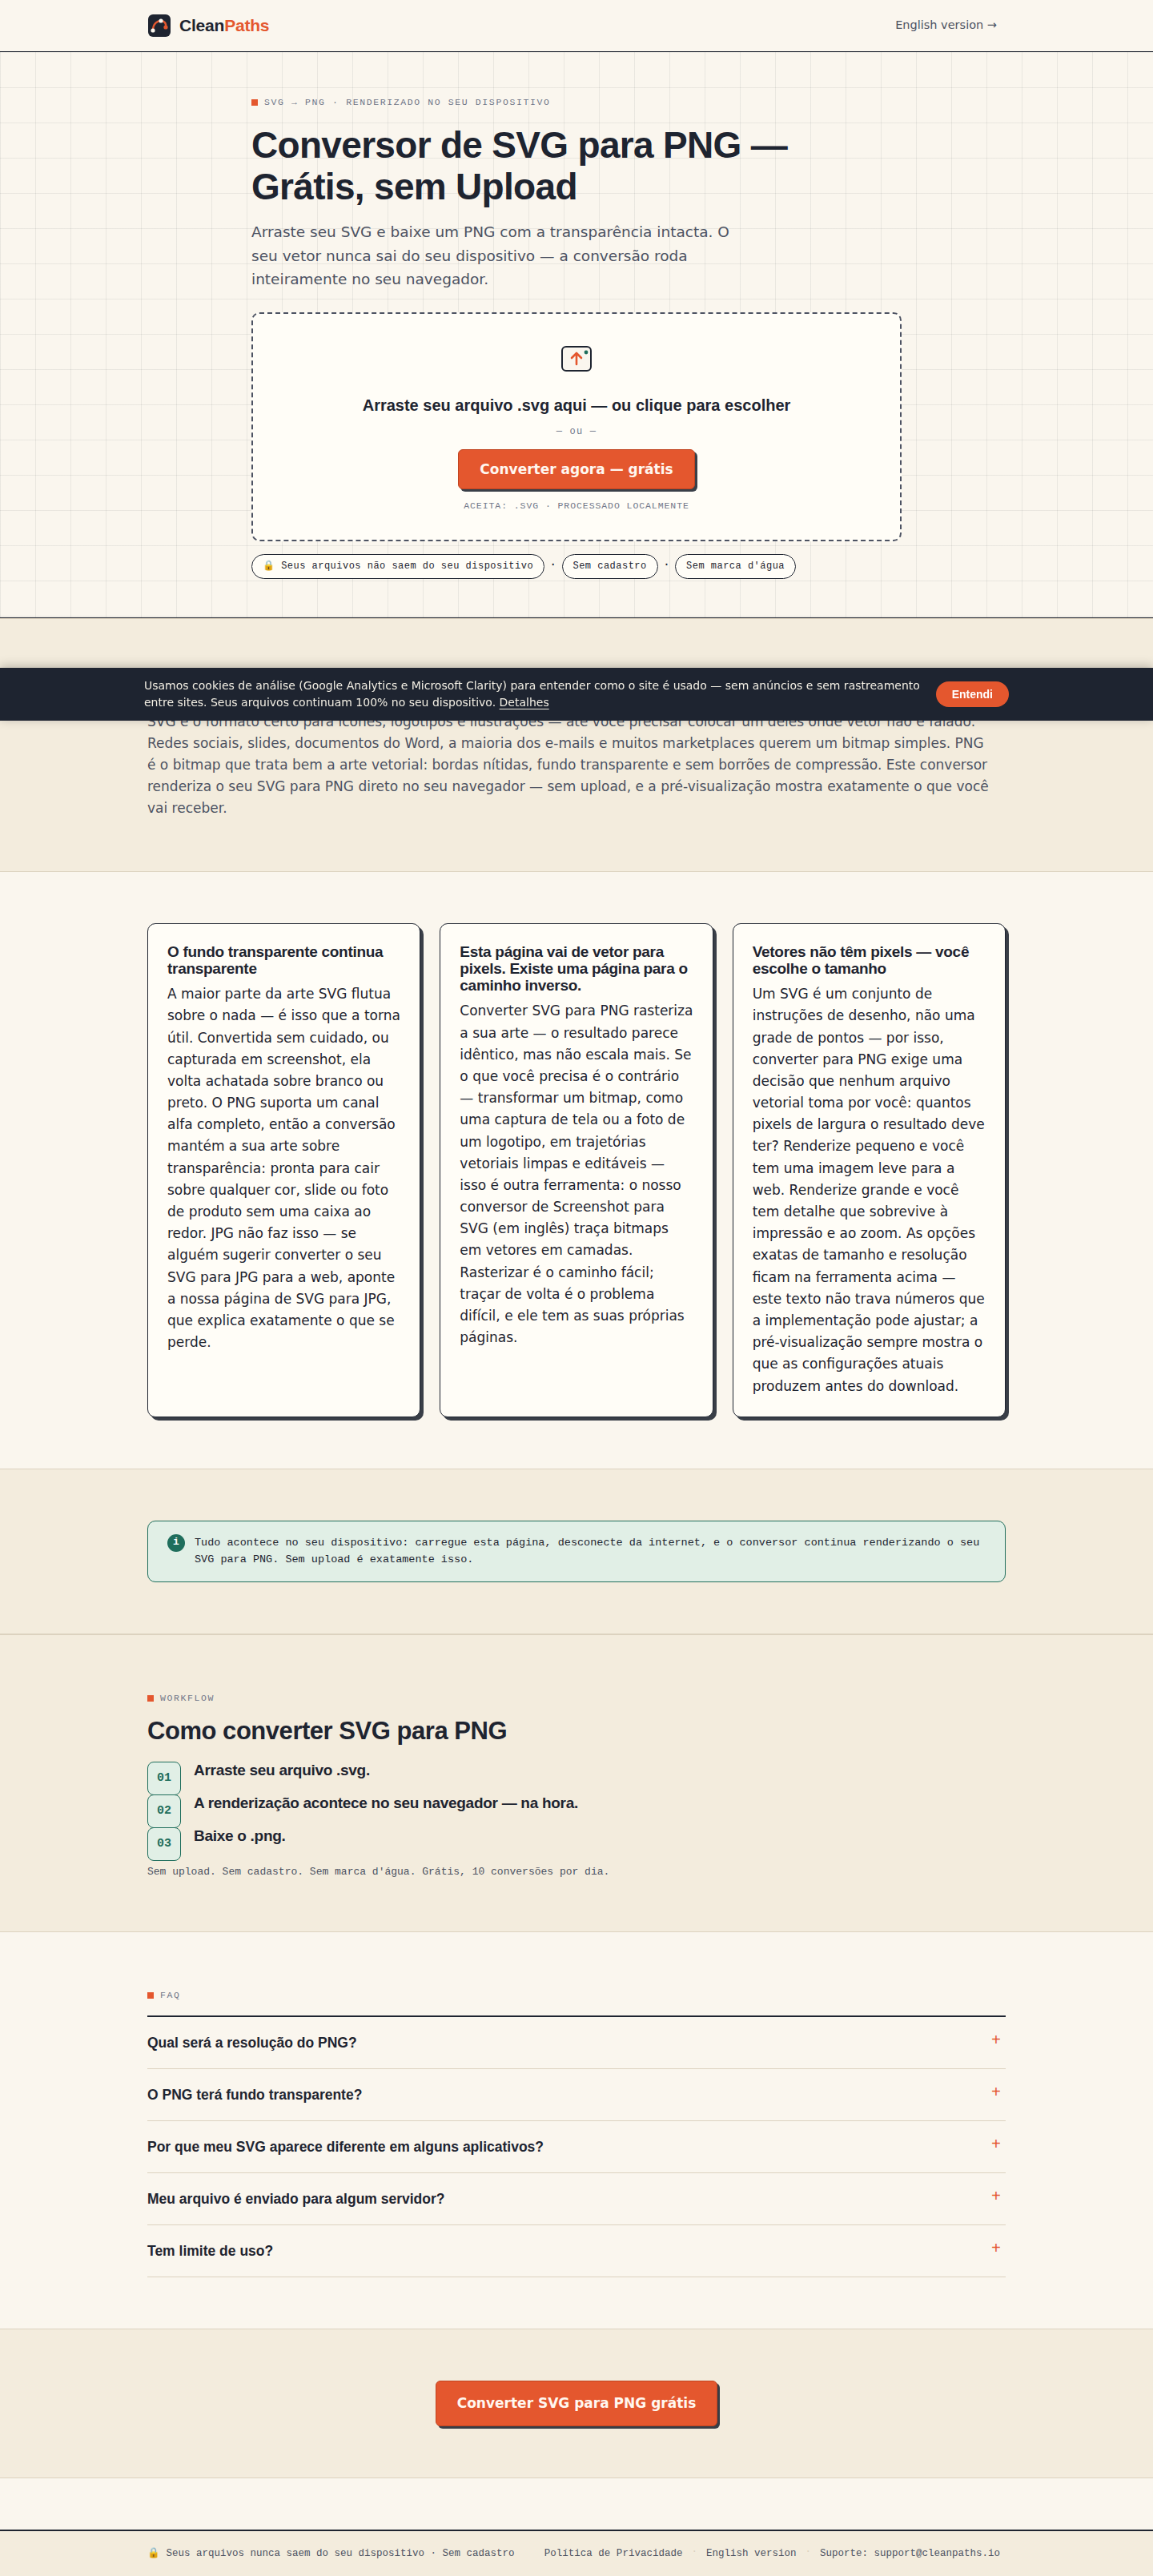 CleanPaths
English version →
SVG → PNG · RENDERIZADO NO SEU DISPOSITIVO
Conversor de SVG para PNG —
Grátis, sem Upload
Arraste seu SVG e baixe um PNG com a transparência intacta. O
seu vetor nunca sai do seu dispositivo — a conversão roda
inteiramente no seu navegador.
Arraste seu arquivo .svg aqui — ou clique para escolher
— ou —
Converter agora — grátis
ACEITA: .SVG · PROCESSADO LOCALMENTE
🔒 Seus arquivos não saem do seu dispositivo · Sem cadastro · Sem marca d'água
Usamos cookies de análise (Google Analytics e Microsoft Clarity) para entender como o site é usado — sem anúncios e sem rastreamento
entre sites. Seus arquivos continuam 100% no seu dispositivo. Detalhes
Entendi
SVG é o formato certo para ícones, logotipos e ilustrações — até você precisar colocar um deles onde vetor não é falado.
Redes sociais, slides, documentos do Word, a maioria dos e-mails e muitos marketplaces querem um bitmap simples. PNG
é o bitmap que trata bem a arte vetorial: bordas nítidas, fundo transparente e sem borrões de compressão. Este conversor
renderiza o seu SVG para PNG direto no seu navegador — sem upload, e a pré-visualização mostra exatamente o que você
vai receber.
O fundo transparente continua
transparente
A maior parte da arte SVG flutua
sobre o nada — é isso que a torna
útil. Convertida sem cuidado, ou
capturada em screenshot, ela
volta achatada sobre branco ou
preto. O PNG suporta um canal
alfa completo, então a conversão
mantém a sua arte sobre
transparência: pronta para cair
sobre qualquer cor, slide ou foto
de produto sem uma caixa ao
redor. JPG não faz isso — se
alguém sugerir converter o seu
SVG para JPG para a web, aponte
a nossa página de SVG para JPG,
que explica exatamente o que se
perde.
Esta página vai de vetor para
pixels. Existe uma página para o
caminho inverso.
Converter SVG para PNG rasteriza
a sua arte — o resultado parece
idêntico, mas não escala mais. Se
o que você precisa é o contrário
— transformar um bitmap, como
uma captura de tela ou a foto de
um logotipo, em trajetórias
vetoriais limpas e editáveis —
isso é outra ferramenta: o nosso
conversor de Screenshot para
SVG (em inglês) traça bitmaps
em vetores em camadas.
Rasterizar é o caminho fácil;
traçar de volta é o problema
difícil, e ele tem as suas próprias
páginas.
Vetores não têm pixels — você
escolhe o tamanho
Um SVG é um conjunto de
instruções de desenho, não uma
grade de pontos — por isso,
converter para PNG exige uma
decisão que nenhum arquivo
vetorial toma por você: quantos
pixels de largura o resultado deve
ter? Renderize pequeno e você
tem uma imagem leve para a
web. Renderize grande e você
tem detalhe que sobrevive à
impressão e ao zoom. As opções
exatas de tamanho e resolução
ficam na ferramenta acima —
este texto não trava números que
a implementação pode ajustar; a
pré-visualização sempre mostra o
que as configurações atuais
produzem antes do download.
i Tudo acontece no seu dispositivo: carregue esta página, desconecte da internet, e o conversor continua renderizando o seu
SVG para PNG. Sem upload é exatamente isso.
WORKFLOW
Como converter SVG para PNG
01 Arraste seu arquivo .svg.
02 A renderização acontece no seu navegador — na hora.
03 Baixe o .png.
Sem upload. Sem cadastro. Sem marca d'água. Grátis, 10 conversões por dia.
FAQ
Qual será a resolução do PNG? +
O PNG terá fundo transparente? +
Por que meu SVG aparece diferente em alguns aplicativos? +
Meu arquivo é enviado para algum servidor? +
Tem limite de uso? +
Converter SVG para PNG grátis
🔒 Seus arquivos nunca saem do seu dispositivo · Sem cadastro Política de Privacidade · English version · Suporte: support@cleanpaths.io